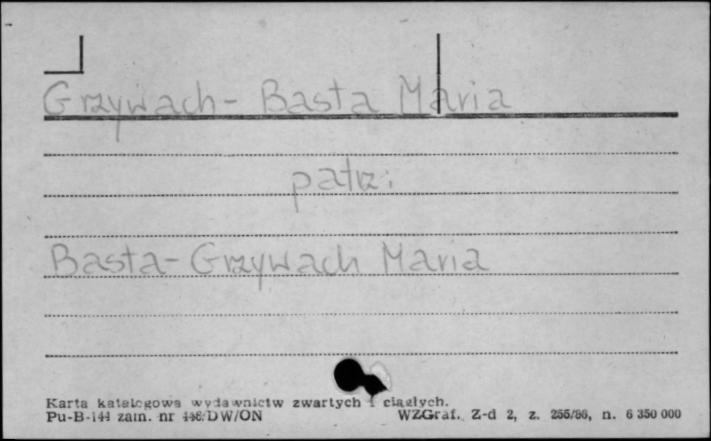 Grzywach- Basta Maria
patrz:
Basta-Grzywach Maria
Karta katalogowa wydawnictw zwartych i ciągłych.
Pu-B-144 zam. nr DW/ON WZGraf. Z-d 2, z. 255/86, n. 6 350 000